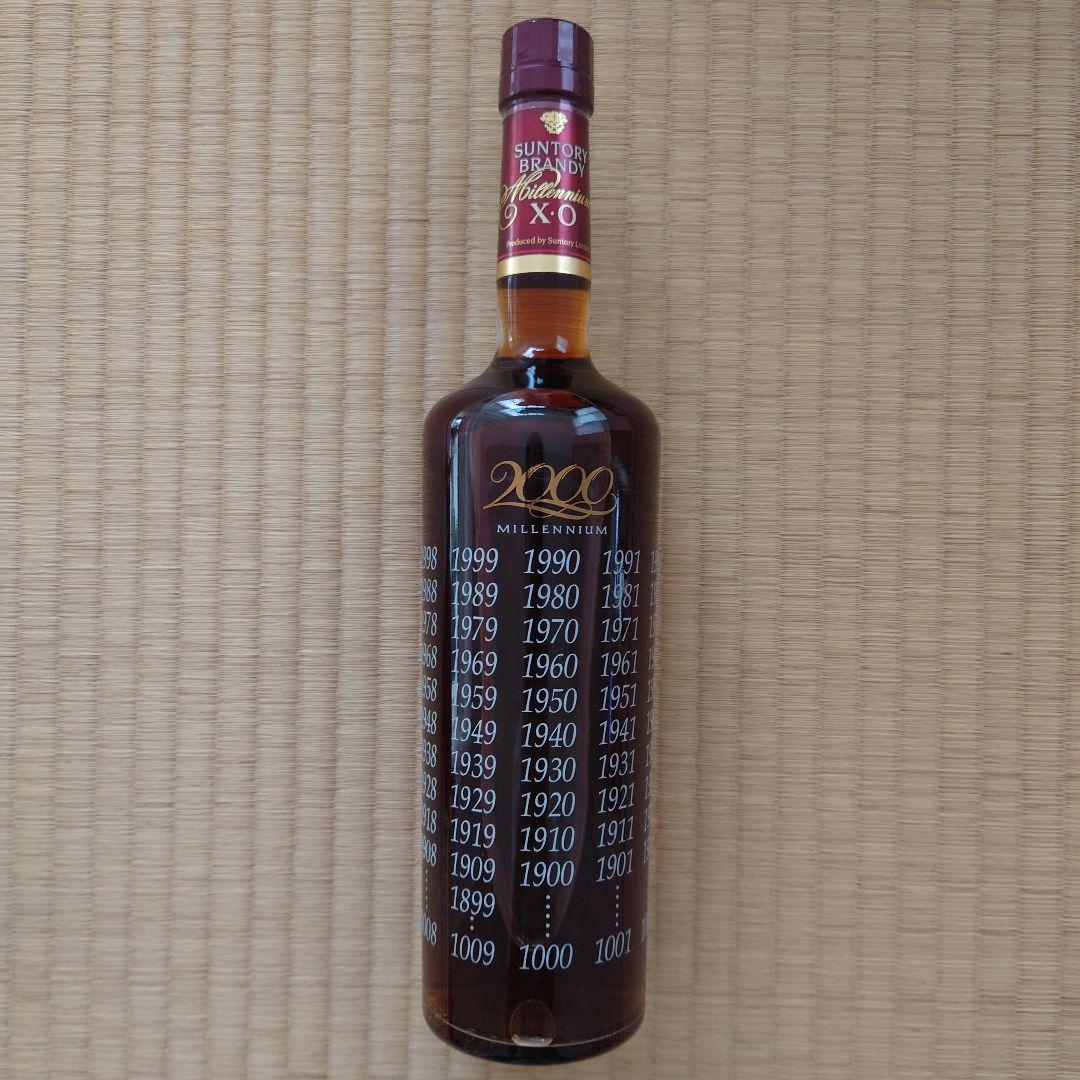 SUNTORY
BRANDY
Millennium
X·O
Produced by Suntory
2000
MILLENNIUM
1999 1990 1991
1989 1980 1981
1979 1970 1971
1969 1960 1961
1959 1950 1951
1949 1940 1941
1939 1930 1931
1929 1920 1921
1919 1910 1911
1909 1900 1901
1899
1009 1000 1001